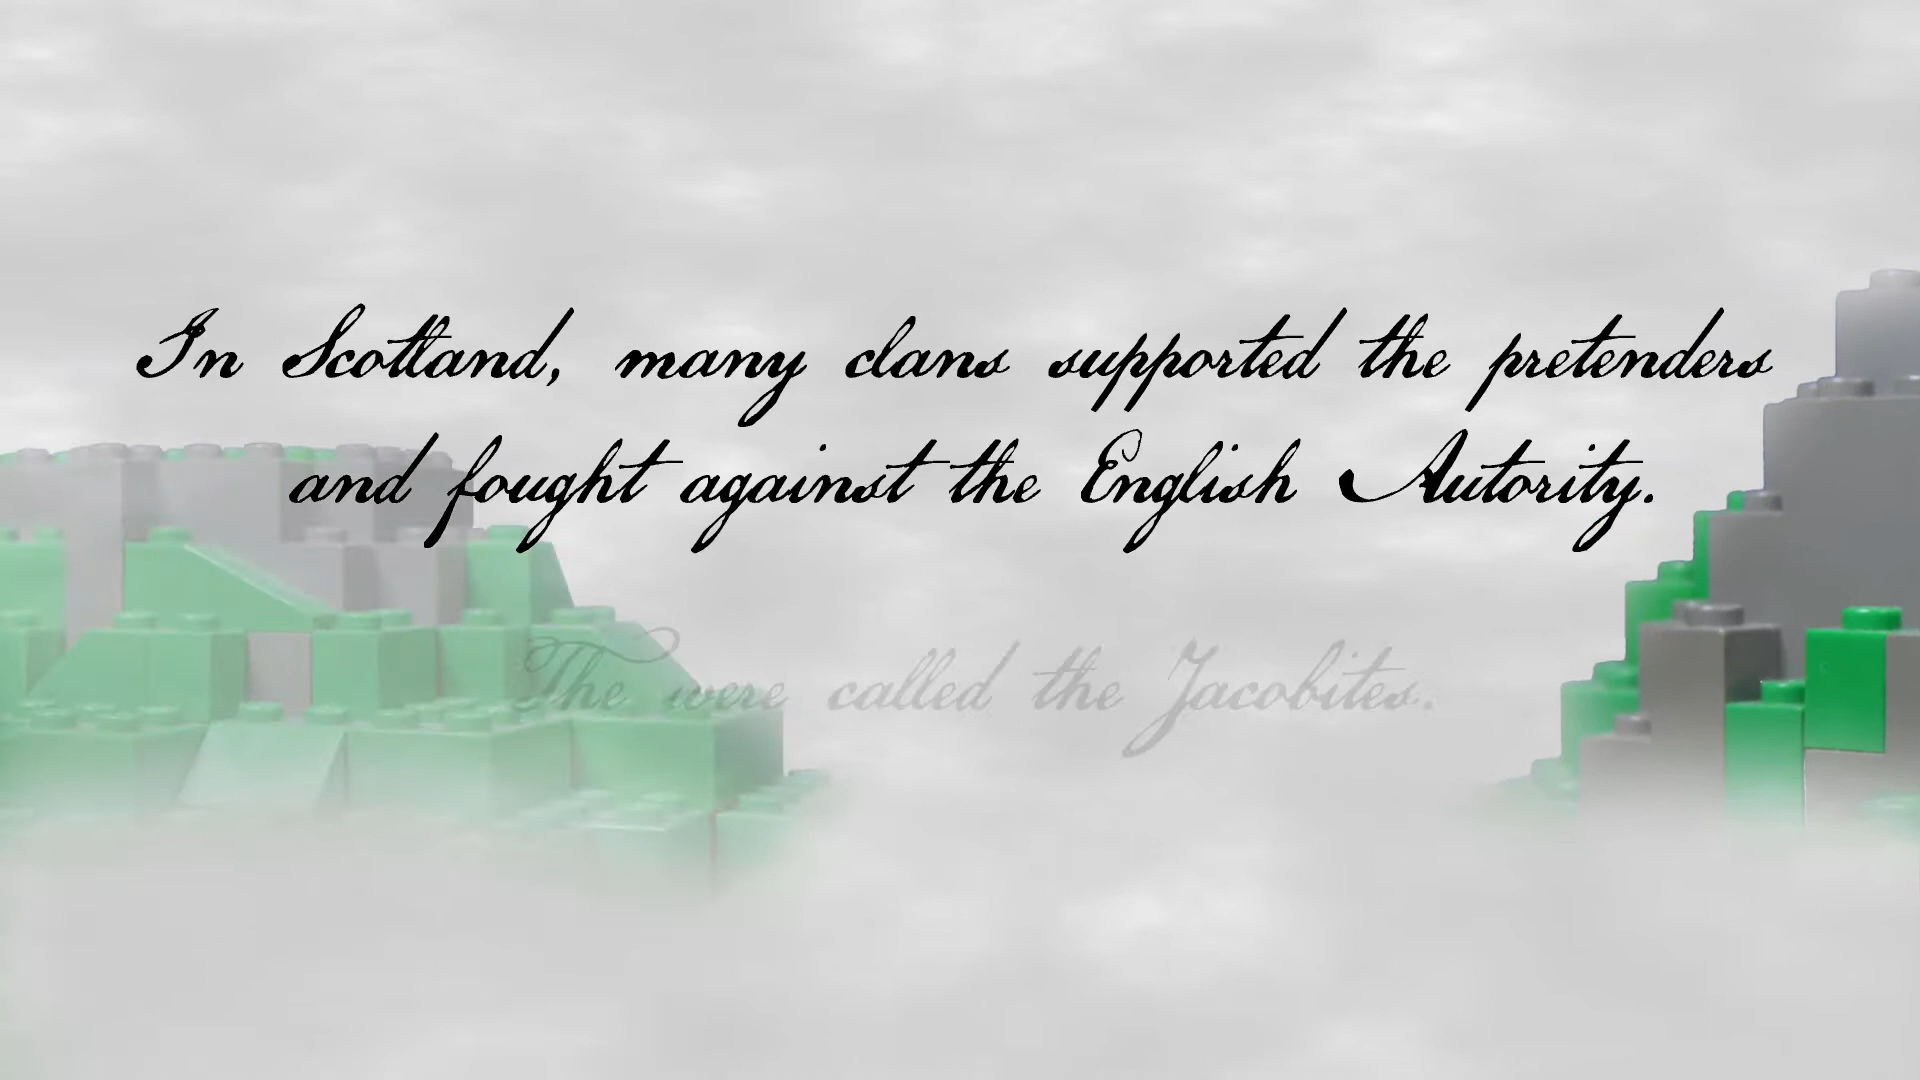 In Scotland, many clans supported the pretenders
and fought against the English Autority.
The were called the Jacobites.